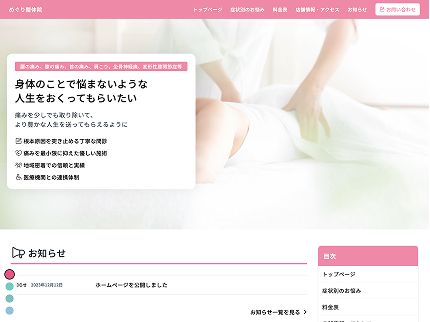 めぐり整体院
トップページ 症状別のお悩み 料金表 店舗情報・アクセス お知らせ お問い合わせ
腰の痛み、膝の痛み、首の痛み、肩こり、坐骨神経痛、変形性膝関節症等
身体のことで悩まないような
人生をおくってもらいたい
痛みを少しでも取り除いて、
より豊かな人生を送ってもらえるように
根本原因を突き止める丁寧な問診
痛みを最小限に抑えた優しい施術
地域密着での信頼と実績
医療機関との連携体制
お知らせ
2023年12月12日 ホームページを公開しました
お知らせ一覧を見る
目次
トップページ
症状別のお悩み
料金表